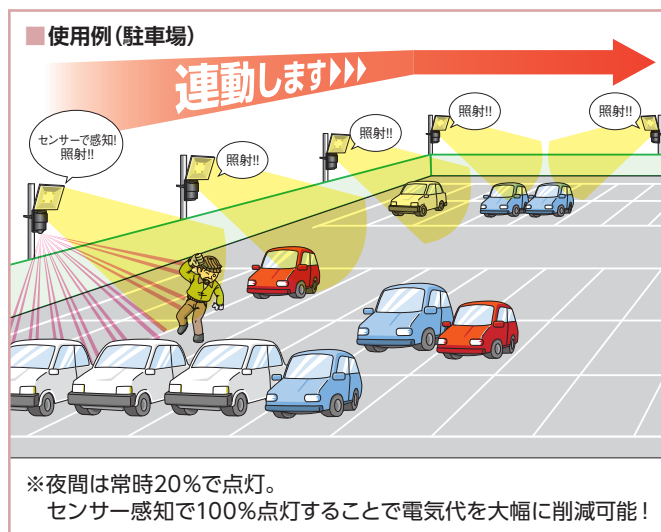 ■使用例(駐車場)
連動します▷▷▷
センサーで感知!
照射!!
照射!!
照射!!
照射!!
照射!!
※夜間は常時20%で点灯。
センサー感知で100%点灯することで電気代を大幅に削減可能！